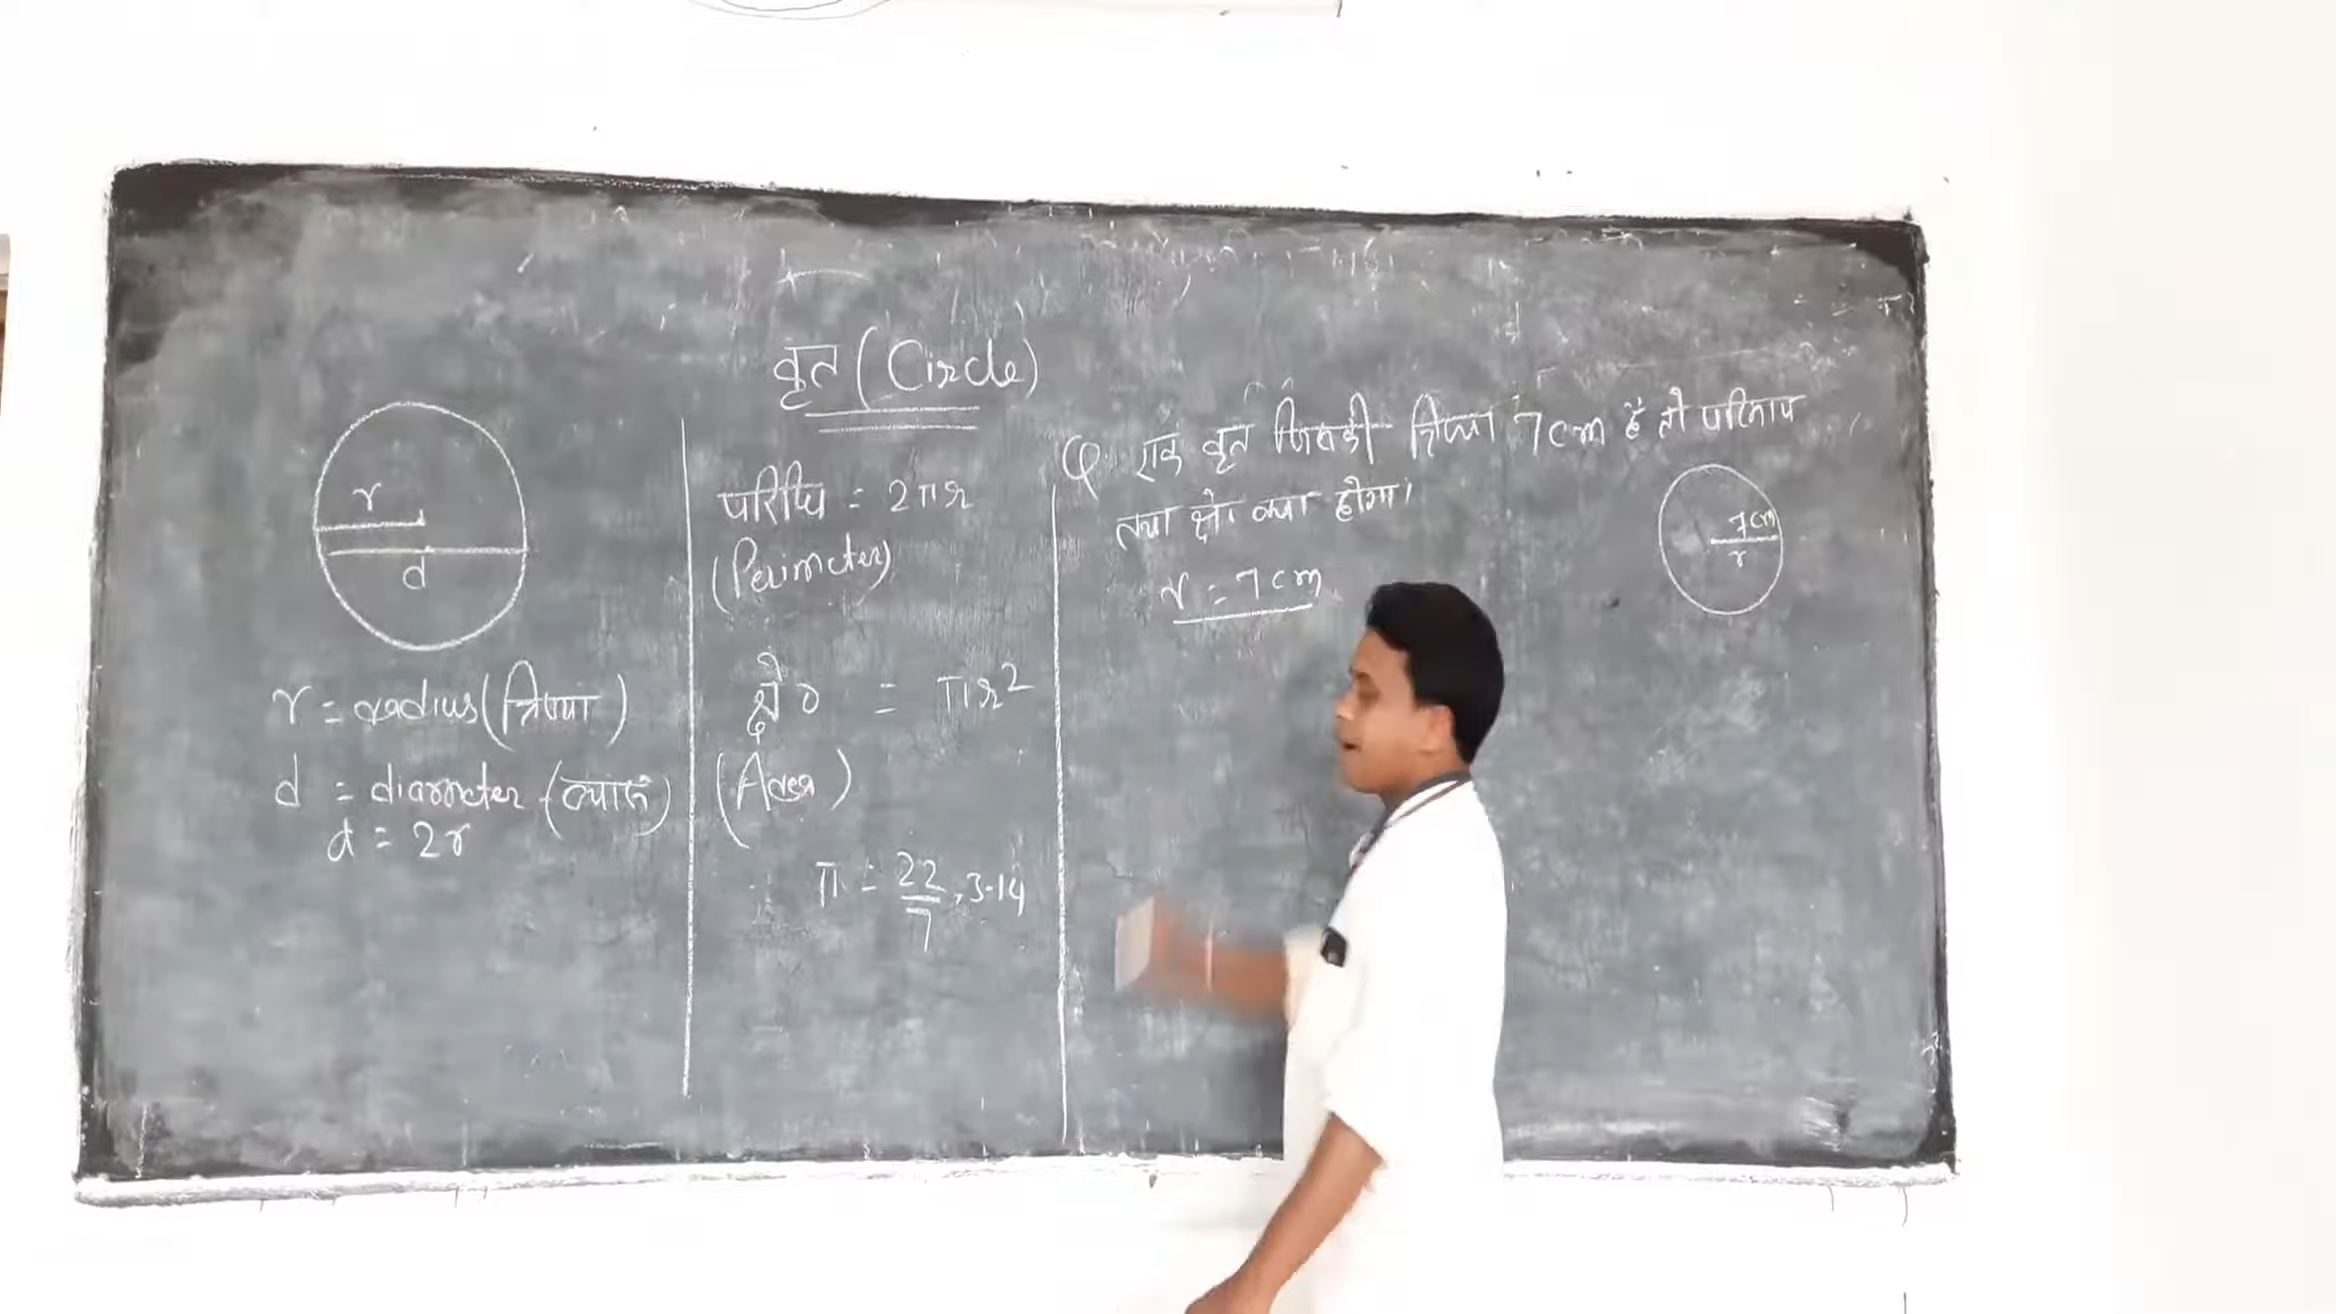 वृत (Circle)
r
d
r = radius (त्रिज्या)
d = diameter (व्यास)
d = 2r
परिधि = 2πr
(Perimeter)
क्षे० = πr²
(Area)
π = 22/7, 3.14
Q. एक वृत जिसकी त्रिज्या 7cm है तो परिमाप
तथा क्षे० क्या होगा।
r = 7cm
7cm
r